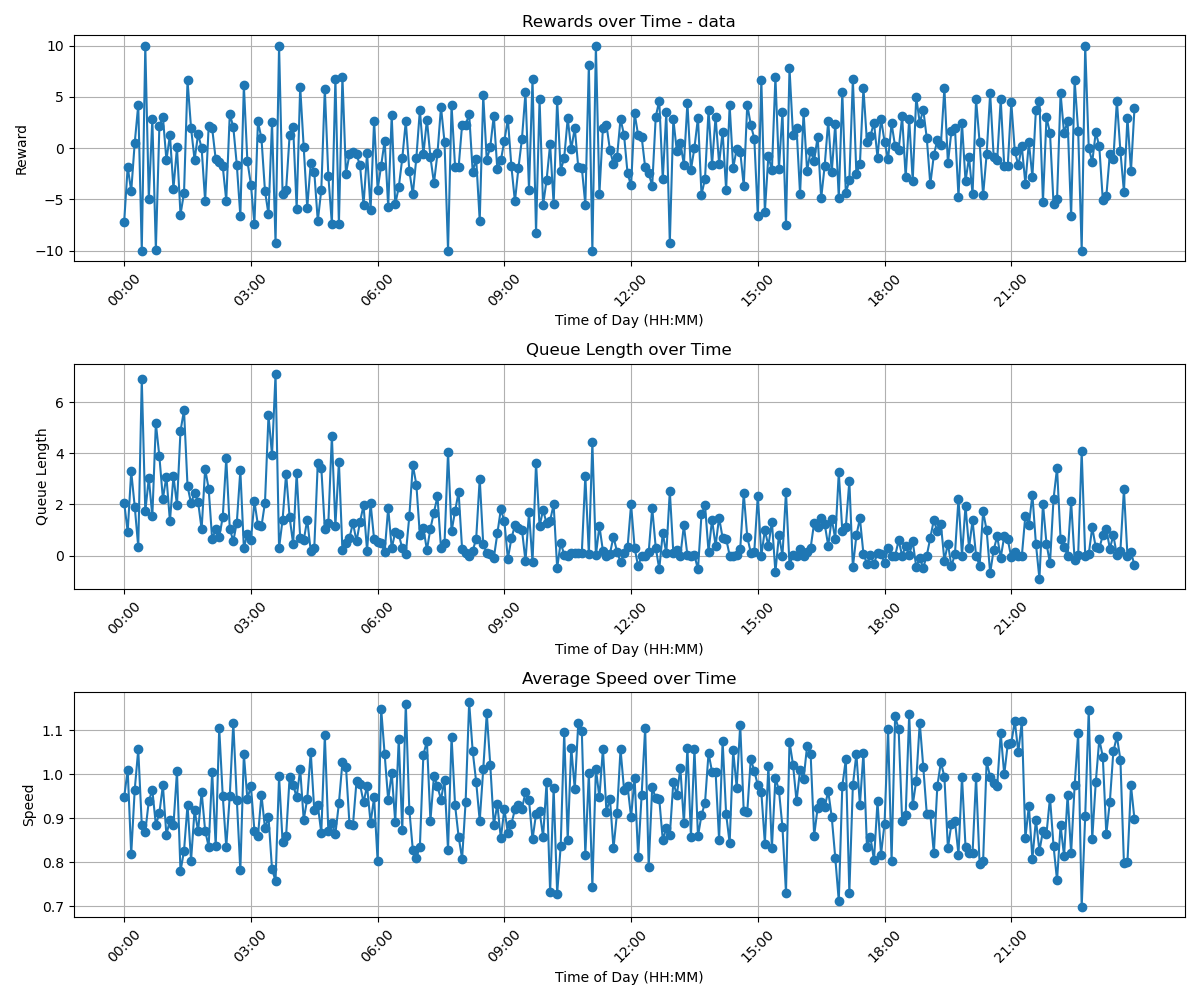 Rewards over Time - data
Reward
10
5
0
−5
−10
00:00 03:00 06:00 09:00 12:00 15:00 18:00 21:00
Time of Day (HH:MM)
Queue Length over Time
Queue Length
6
4
2
0
00:00 03:00 06:00 09:00 12:00 15:00 18:00 21:00
Time of Day (HH:MM)
Average Speed over Time
Speed
1.1
1.0
0.9
0.8
0.7
00:00 03:00 06:00 09:00 12:00 15:00 18:00 21:00
Time of Day (HH:MM)